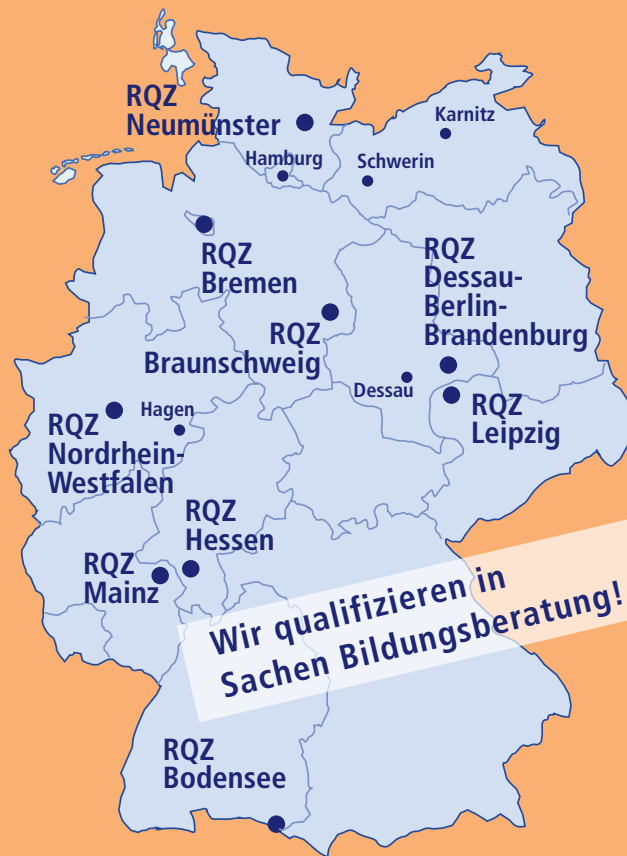 RQZ
Neumünster
Karnitz
Hamburg
Schwerin
RQZ
Bremen
RQZ
Dessau-
Berlin-
Brandenburg
RQZ
Braunschweig
Dessau
RQZ
Leipzig
Hagen
RQZ
Nordrhein-
Westfalen
RQZ
Hessen
RQZ
Mainz
Wir qualifizieren in
Sachen Bildungsberatung!
RQZ
Bodensee